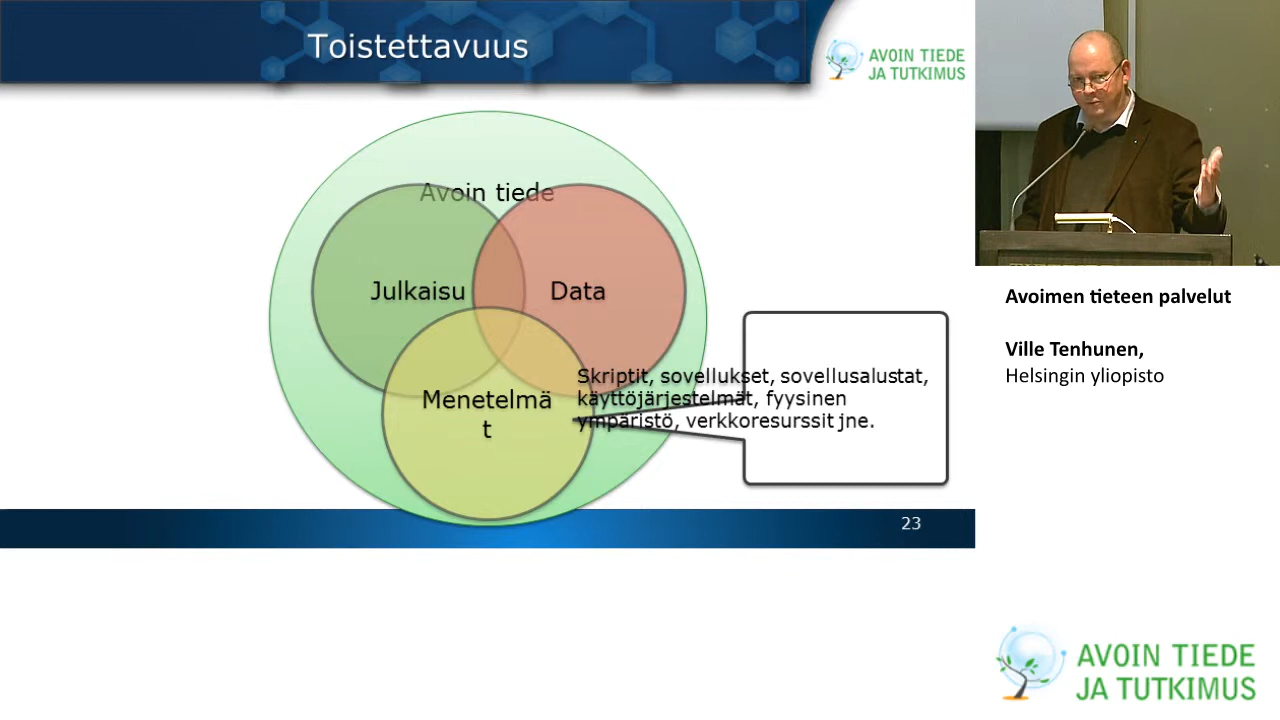 Toistettavuus
AVOIN TIEDE
JA TUTKIMUS
Avoin tiede
Julkaisu
Data
Menetelmä
t
Skriptit, sovellukset, sovellusalustat,
käyttöjärjestelmät, fyysinen
ympäristö, verkkoresurssit jne.
23
Avoimen tieteen palvelut
Ville Tenhunen,
Helsingin yliopisto
AVOIN TIEDE
JA TUTKIMUS